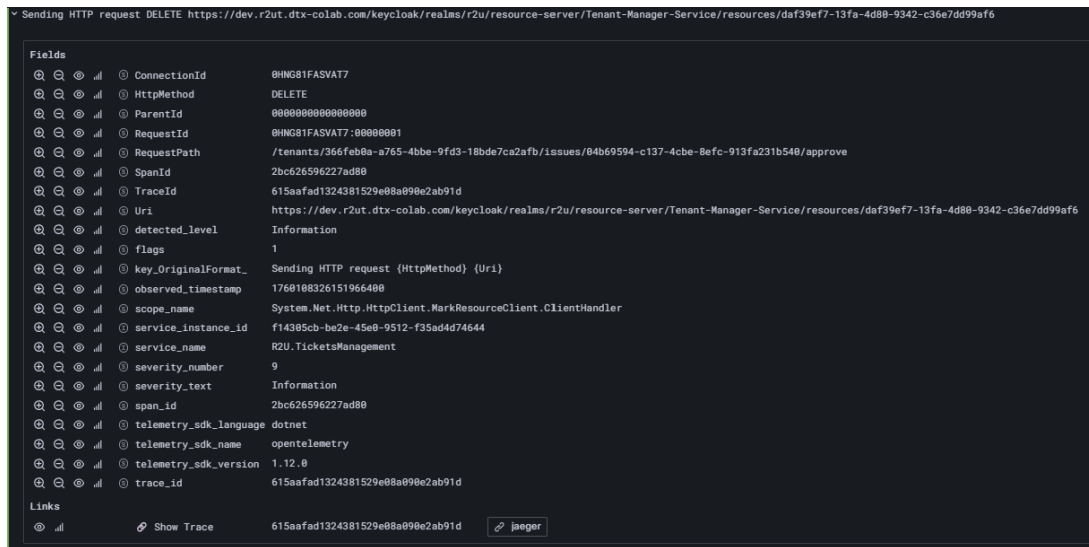 Sending HTTP request DELETE https://dev.r2ut.dtx-colab.com/keycloak/realms/r2u/resource-server/Tenant-Manager-Service/resources/daf39ef7-13fa-4d80-9342-c36e7dd99af6
Fields
ConnectionId 0HNG81FASVAT7
HttpMethod DELETE
ParentId 0000000000000000
RequestId 0HNG81FASVAT7:00000001
RequestPath /tenants/366feb0a-a765-4bbe-9fd3-18bde7ca2afb/issues/04b69594-c137-4cbe-8efc-913fa231b540/approve
SpanId 2bc626596227ad80
TraceId 615aafad1324381529e08a090e2ab91d
Uri https://dev.r2ut.dtx-colab.com/keycloak/realms/r2u/resource-server/Tenant-Manager-Service/resources/daf39ef7-13fa-4d80-9342-c36e7dd99af6
detected_level Information
flags 1
key_OriginalFormat_ Sending HTTP request {HttpMethod} {Uri}
observed_timestamp 1760108326151966400
scope_name System.Net.Http.HttpClient.MarkResourceClient.ClientHandler
service_instance_id f14305cb-be2e-45e0-9512-f35ad4d74644
service_name R2U.TicketsManagement
severity_number 9
severity_text Information
span_id 2bc626596227ad80
telemetry_sdk_language dotnet
telemetry_sdk_name opentelemetry
telemetry_sdk_version 1.12.0
trace_id 615aafad1324381529e08a090e2ab91d
Links
Show Trace 615aafad1324381529e08a090e2ab91d jaeger